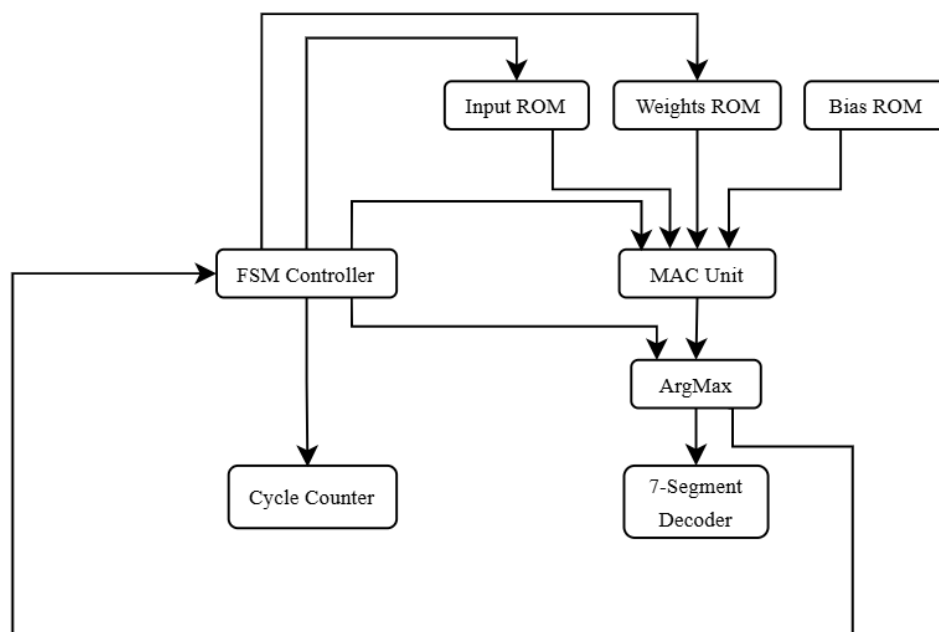 Input ROM
Weights ROM
Bias ROM
FSM Controller
MAC Unit
ArgMax
Cycle Counter
7-Segment
Decoder